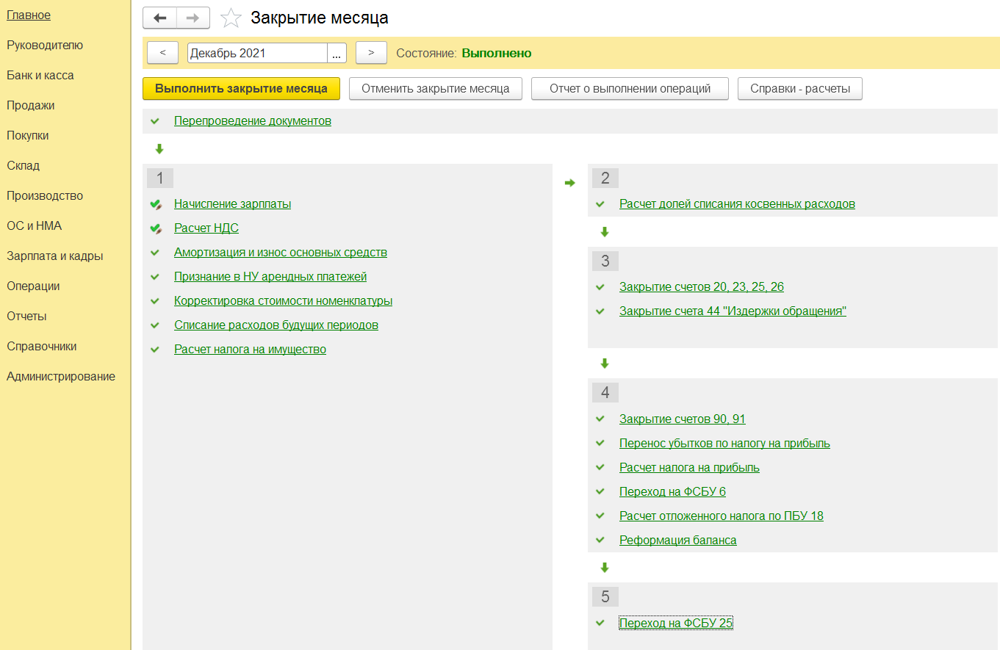 Главное
Руководителю
Банк и касса
Продажи
Покупки
Склад
Производство
ОС и НМА
Зарплата и кадры
Операции
Отчеты
Справочники
Администрирование
Закрытие месяца
< Декабрь 2021 ... > Состояние: Выполнено
Выполнить закрытие месяца Отменить закрытие месяца Отчет о выполнении операций Справки - расчеты
Перепроведение документов
1
Начисление зарплаты
Расчет НДС
Амортизация и износ основных средств
Признание в НУ арендных платежей
Корректировка стоимости номенклатуры
Списание расходов будущих периодов
Расчет налога на имущество
2
Расчет долей списания косвенных расходов
3
Закрытие счетов 20, 23, 25, 26
Закрытие счета 44 "Издержки обращения"
4
Закрытие счетов 90, 91
Перенос убытков по налогу на прибыль
Расчет налога на прибыль
Переход на ФСБУ 6
Расчет отложенного налога по ПБУ 18
Реформация баланса
5
Переход на ФСБУ 25